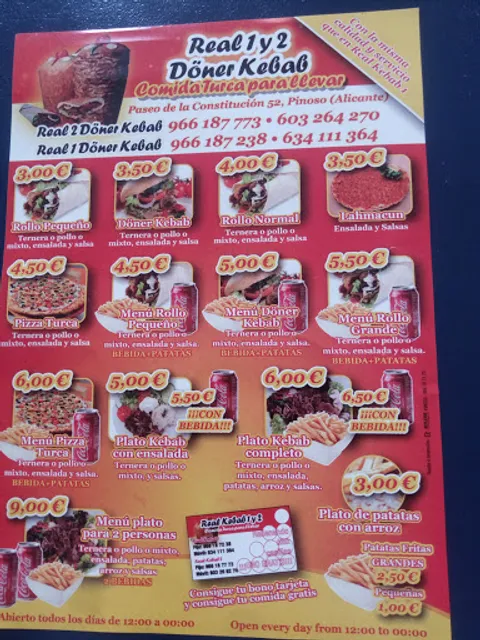 Real 1 y 2
Döner Kebab
Comida Turca para llevar
Paseo de la Constitución 52, Pinoso (Alicante)
Real 2 Döner Kebab 966 187 773 • 603 264 270
Real 1 Döner Kebab 966 187 238 • 634 111 364
Con la misma
calidad y servicio
que en Real Kebab!
3,00 €
Rollo Pequeño
Ternera o pollo o
mixto, ensalada y salsa
3,50 €
Döner Kebab
Ternera o pollo o
mixto, ensalada y salsa
4,00 €
Rollo Normal
Ternera o pollo o
mixto, ensalada y salsa
3,50 €
Lahmacun
Ensalada y Salsas
4,50 €
Pizza Turca
Ternera o pollo o
mixto, ensalada y salsa
4,50 €
Menú Rollo
Pequeño
Ternera o pollo o
mixto, ensalada y salsas.
BEBIDA+PATATAS
5,00 €
Menú Döner
Kebab
Ternera o pollo o
mixto, ensalada y salsas.
BEBIDA+PATATAS
5,50 €
Menú Rollo
Grande
Ternera o pollo o
mixto, ensalada y salsa.
BEBIDA+PATATAS
6,00 €
Menú Pizza
Turca
Ternera o pollo o
mixto, ensalada y salsa.
BEBIDA+PATATAS
5,00 €
5,50 €
¡¡¡CON
BEBIDA!!!
Plato Kebab
con ensalada
Ternera o pollo o
mixto, ensalada
y salsas.
6,00 €
6,50 €
¡¡¡CON
BEBIDA!!!
Plato Kebab
completo
Ternera o pollo o
mixto, ensalada,
patatas, arroz y salsas.
3,00 €
Plato de patatas
con arroz
9,00 €
Menú plato
para 2 personas
Ternera o pollo o mixto,
ensalada, patatas,
arroz y salsas.
2 BEBIDAS
Real Kebab 1 y 2
Consigue tu bono tarjeta
y consigue tu comida gratis
Patatas Fritas
GRANDES
2,50 €
Pequeñas
1,00 €
Abierto todos los días de 12:00 a 00:00
Open every day from 12:00 to 00:00